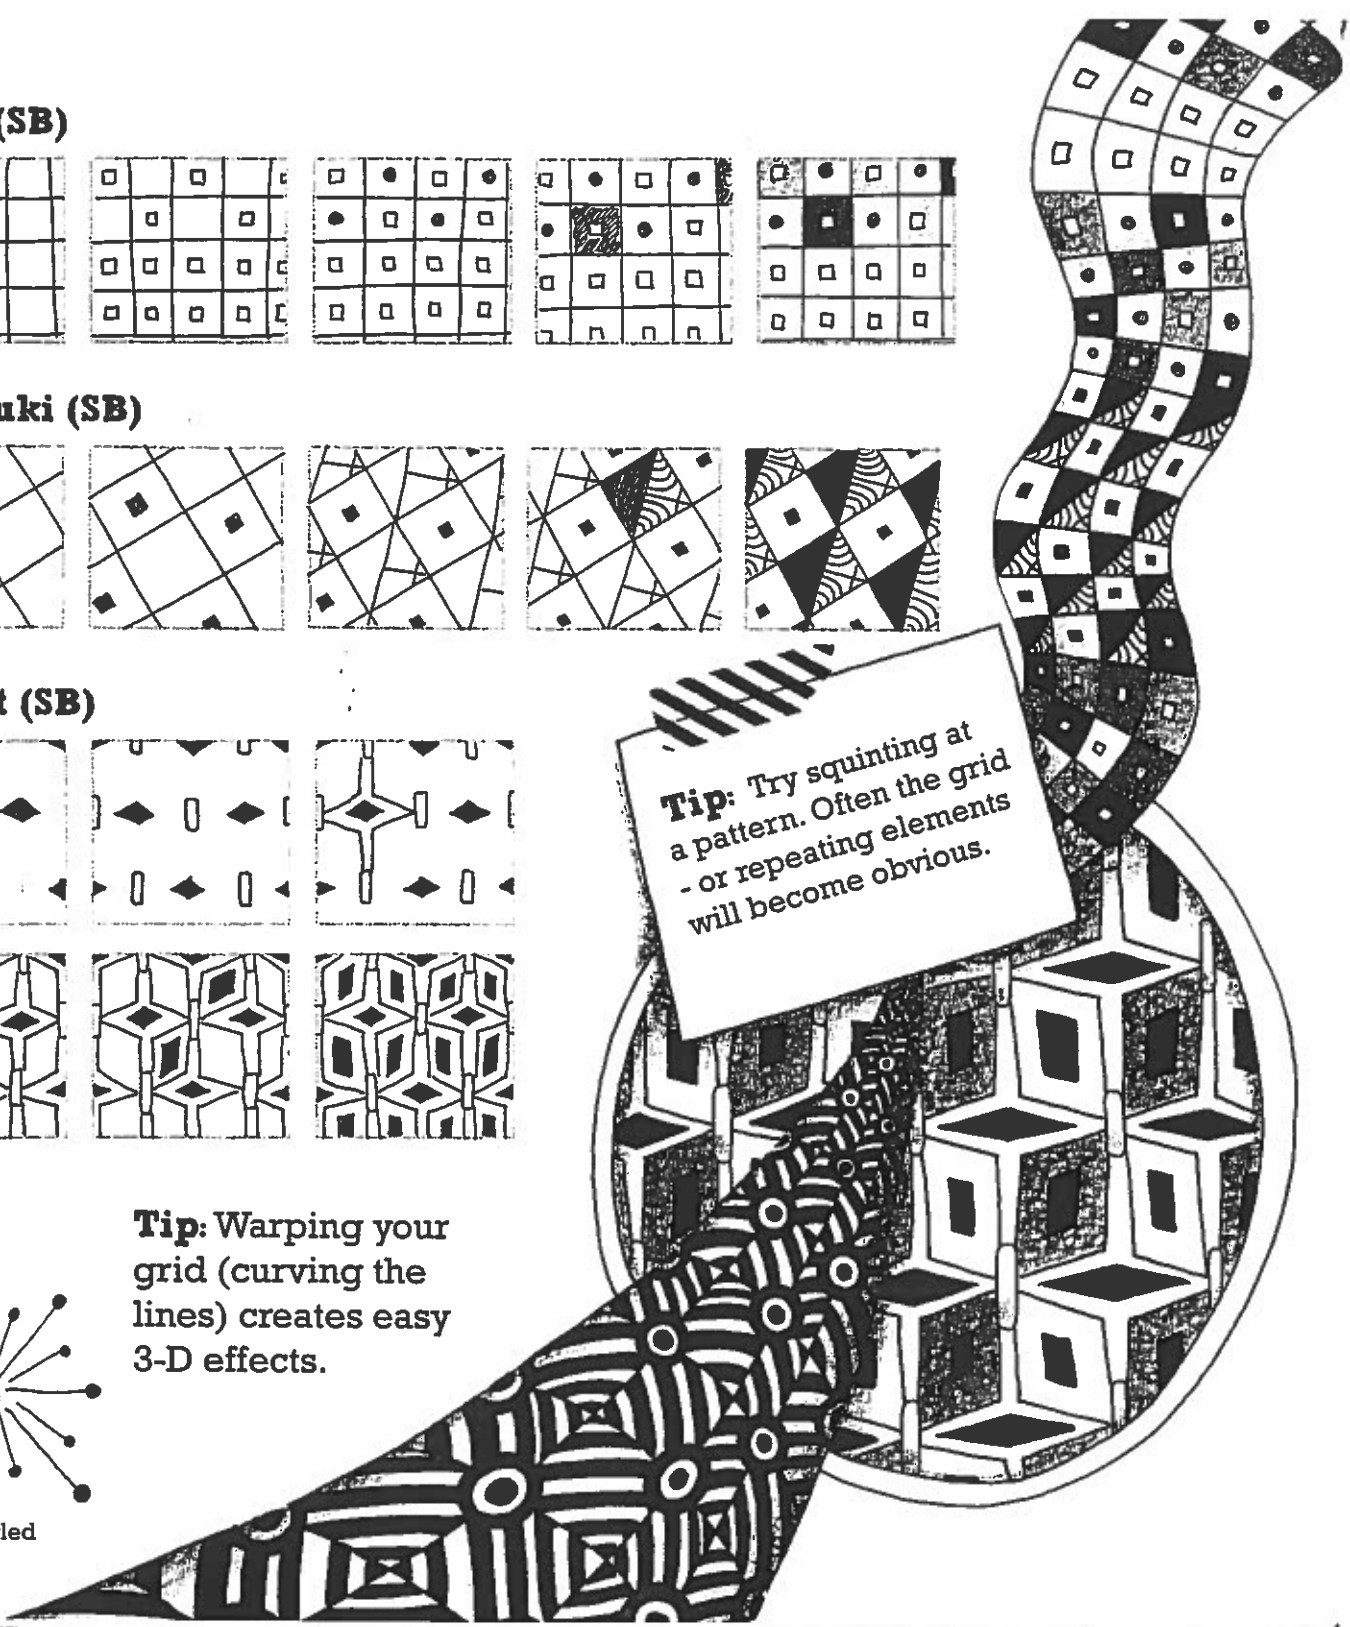 (SB)
uki (SB)
t (SB)
Tip: Try squinting at
a pattern. Often the grid
- or repeating elements
will become obvious.
Tip: Warping your
grid (curving the
lines) creates easy
3-D effects.
led